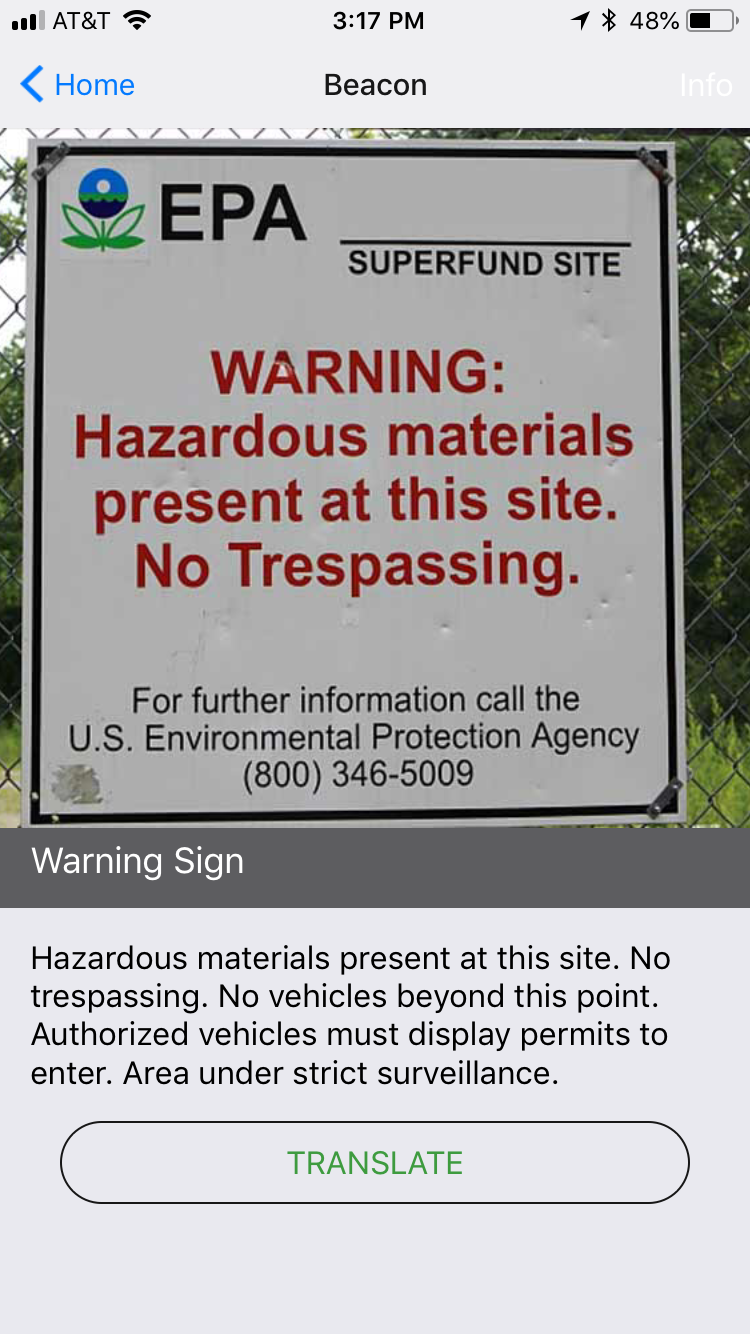 AT&T 3:17 PM 48%
Home Beacon Info
EPA
SUPERFUND SITE
WARNING:
Hazardous materials
present at this site.
No Trespassing.
For further information call the
U.S. Environmental Protection Agency
(800) 346-5009
Warning Sign
Hazardous materials present at this site. No
trespassing. No vehicles beyond this point.
Authorized vehicles must display permits to
enter. Area under strict surveillance.
TRANSLATE